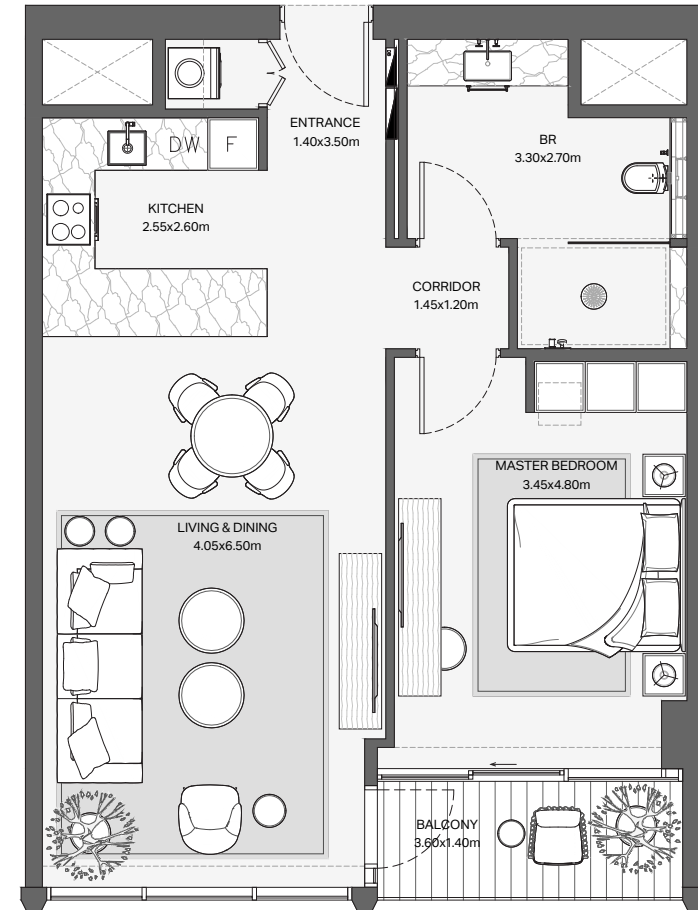 ENTRANCE
1.40x3.50m
DW
F
BR
3.30x2.70m
KITCHEN
2.55x2.60m
CORRIDOR
1.45x1.20m
MASTER BEDROOM
3.45x4.80m
LIVING & DINING
4.05x6.50m
BALCONY
3.60x1.40m